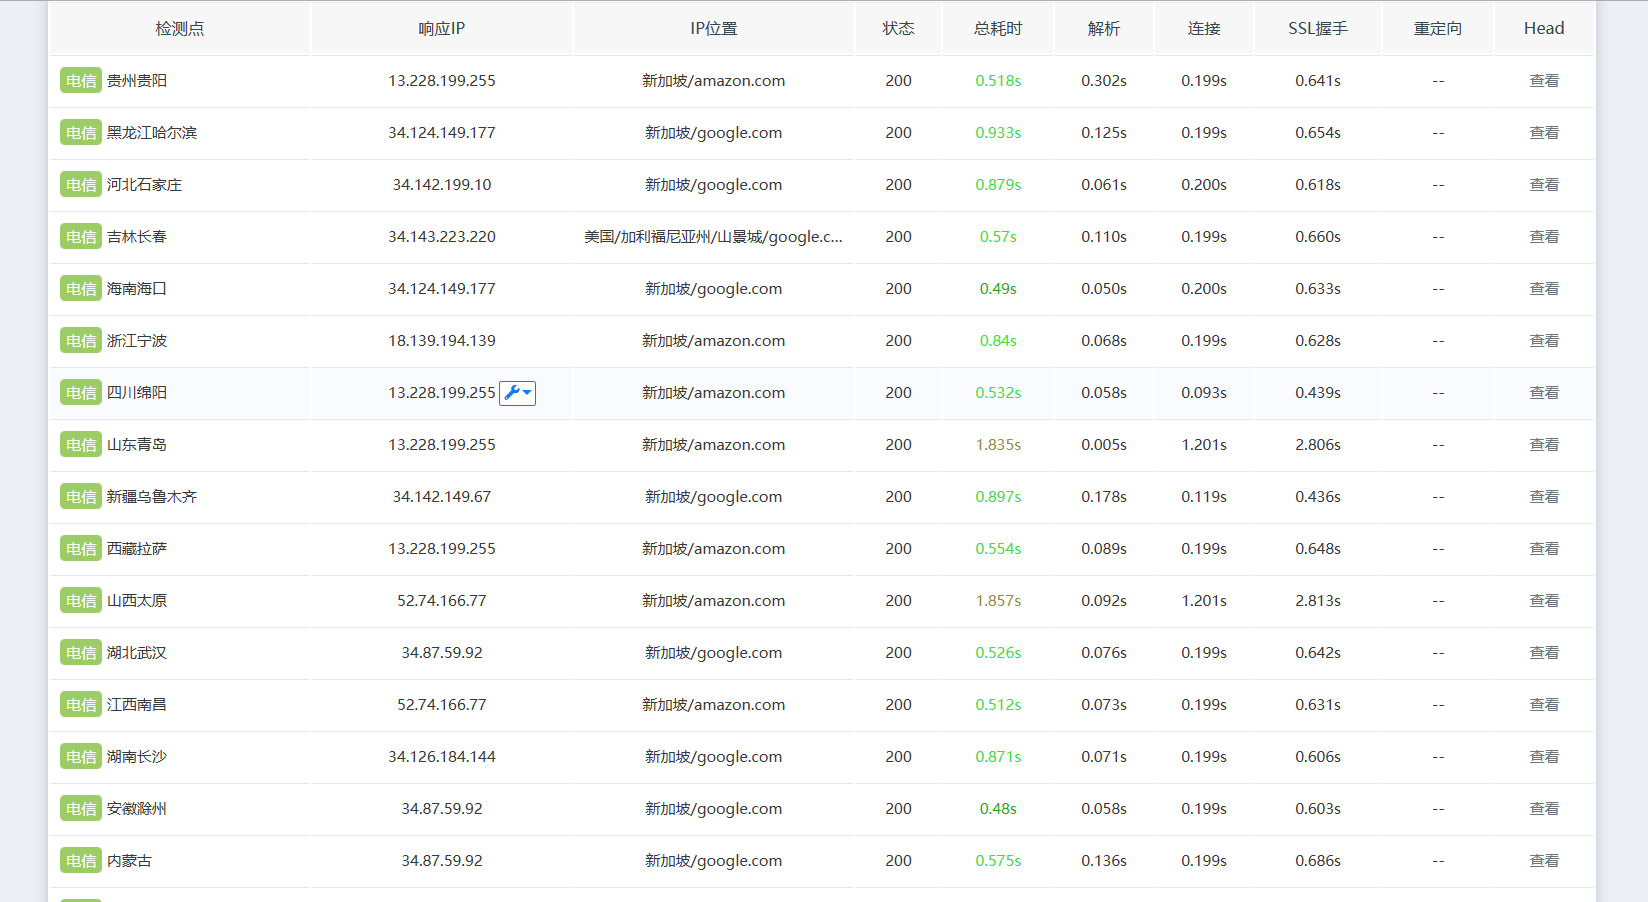 检测点 响应IP IP位置 状态 总耗时 解析 连接 SSL握手 重定向 Head
电信 贵州贵阳 13.228.199.255 新加坡/amazon.com 200 0.518s 0.302s 0.199s 0.641s -- 查看
电信 黑龙江哈尔滨 34.124.149.177 新加坡/google.com 200 0.933s 0.125s 0.199s 0.654s -- 查看
电信 河北石家庄 34.142.199.10 新加坡/google.com 200 0.879s 0.061s 0.200s 0.618s -- 查看
电信 吉林长春 34.143.223.220 美国/加利福尼亚州/山景城/google.c... 200 0.57s 0.110s 0.199s 0.660s -- 查看
电信 海南海口 34.124.149.177 新加坡/google.com 200 0.49s 0.050s 0.200s 0.633s -- 查看
电信 浙江宁波 18.139.194.139 新加坡/amazon.com 200 0.84s 0.068s 0.199s 0.628s -- 查看
电信 四川绵阳 13.228.199.255 新加坡/amazon.com 200 0.532s 0.058s 0.093s 0.439s -- 查看
电信 山东青岛 13.228.199.255 新加坡/amazon.com 200 1.835s 0.005s 1.201s 2.806s -- 查看
电信 新疆乌鲁木齐 34.142.149.67 新加坡/google.com 200 0.897s 0.178s 0.119s 0.436s -- 查看
电信 西藏拉萨 13.228.199.255 新加坡/amazon.com 200 0.554s 0.089s 0.199s 0.648s -- 查看
电信 山西太原 52.74.166.77 新加坡/amazon.com 200 1.857s 0.092s 1.201s 2.813s -- 查看
电信 湖北武汉 34.87.59.92 新加坡/google.com 200 0.526s 0.076s 0.199s 0.642s -- 查看
电信 江西南昌 52.74.166.77 新加坡/amazon.com 200 0.512s 0.073s 0.199s 0.631s -- 查看
电信 湖南长沙 34.126.184.144 新加坡/google.com 200 0.871s 0.071s 0.199s 0.606s -- 查看
电信 安徽滁州 34.87.59.92 新加坡/google.com 200 0.48s 0.058s 0.199s 0.603s -- 查看
电信 内蒙古 34.87.59.92 新加坡/google.com 200 0.575s 0.136s 0.199s 0.686s -- 查看